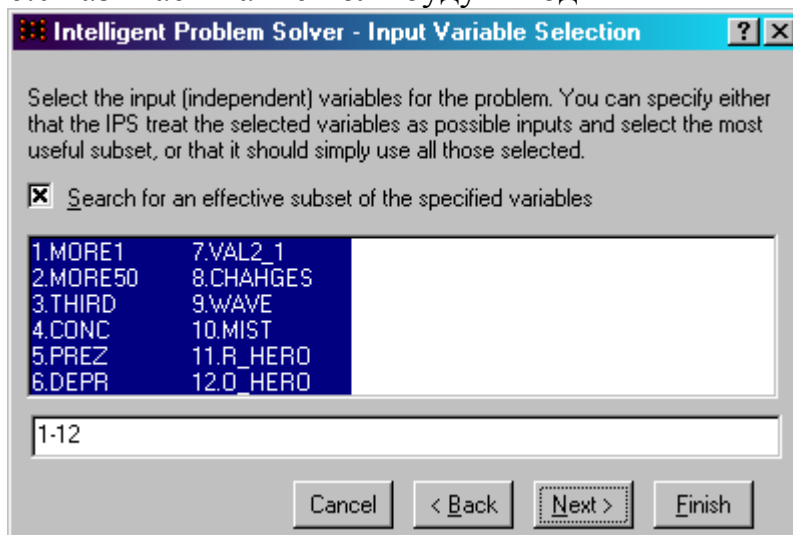 Intelligent Problem Solver - Input Variable Selection
Select the input (independent) variables for the problem. You can specify either
that the IPS treat the selected variables as possible inputs and select the most
useful subset, or that it should simply use all those selected.
Search for an effective subset of the specified variables
1.MORE1 7.VAL2_1
2.MORE50 8.CHAHGES
3.THIRD 9.WAVE
4.CONC 10.MIST
5.PREZ 11.R_HERO
6.DEPR 12.O_HERO
1-12
Cancel < Back Next > Finish